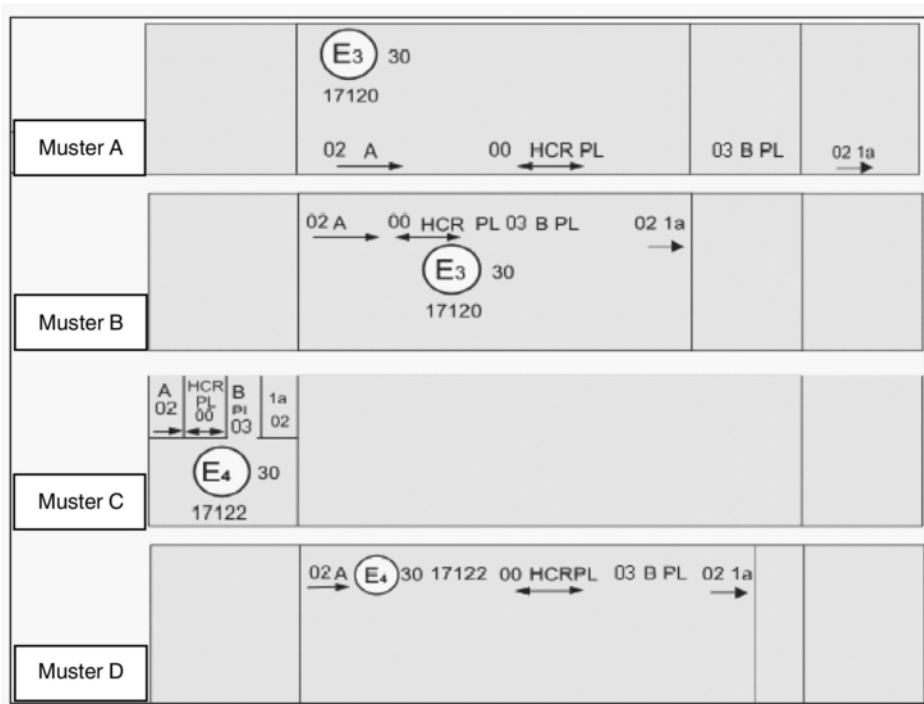 E3 30
17120
Muster A
02 A 00 HCR PL 03 B PL 02 1a
02 A 00 HCR PL 03 B PL 02 1a
E3 30
17120
Muster B
A HCR B 1a
02 PL PL 02
00 03
E4 30
17122
Muster C
02 A E4 30 17122 00 HCRPL 03 B PL 02 1a
Muster D